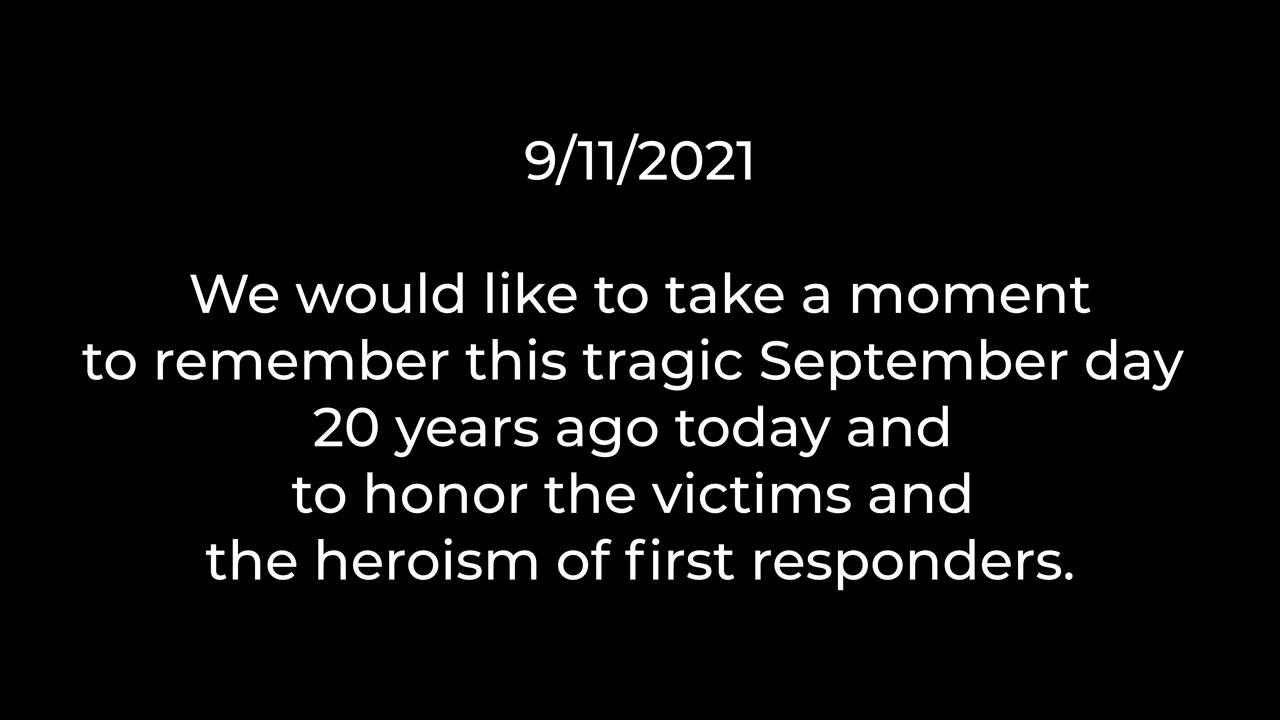 9/11/2021
We would like to take a moment
to remember this tragic September day
20 years ago today and
to honor the victims and
the heroism of first responders.